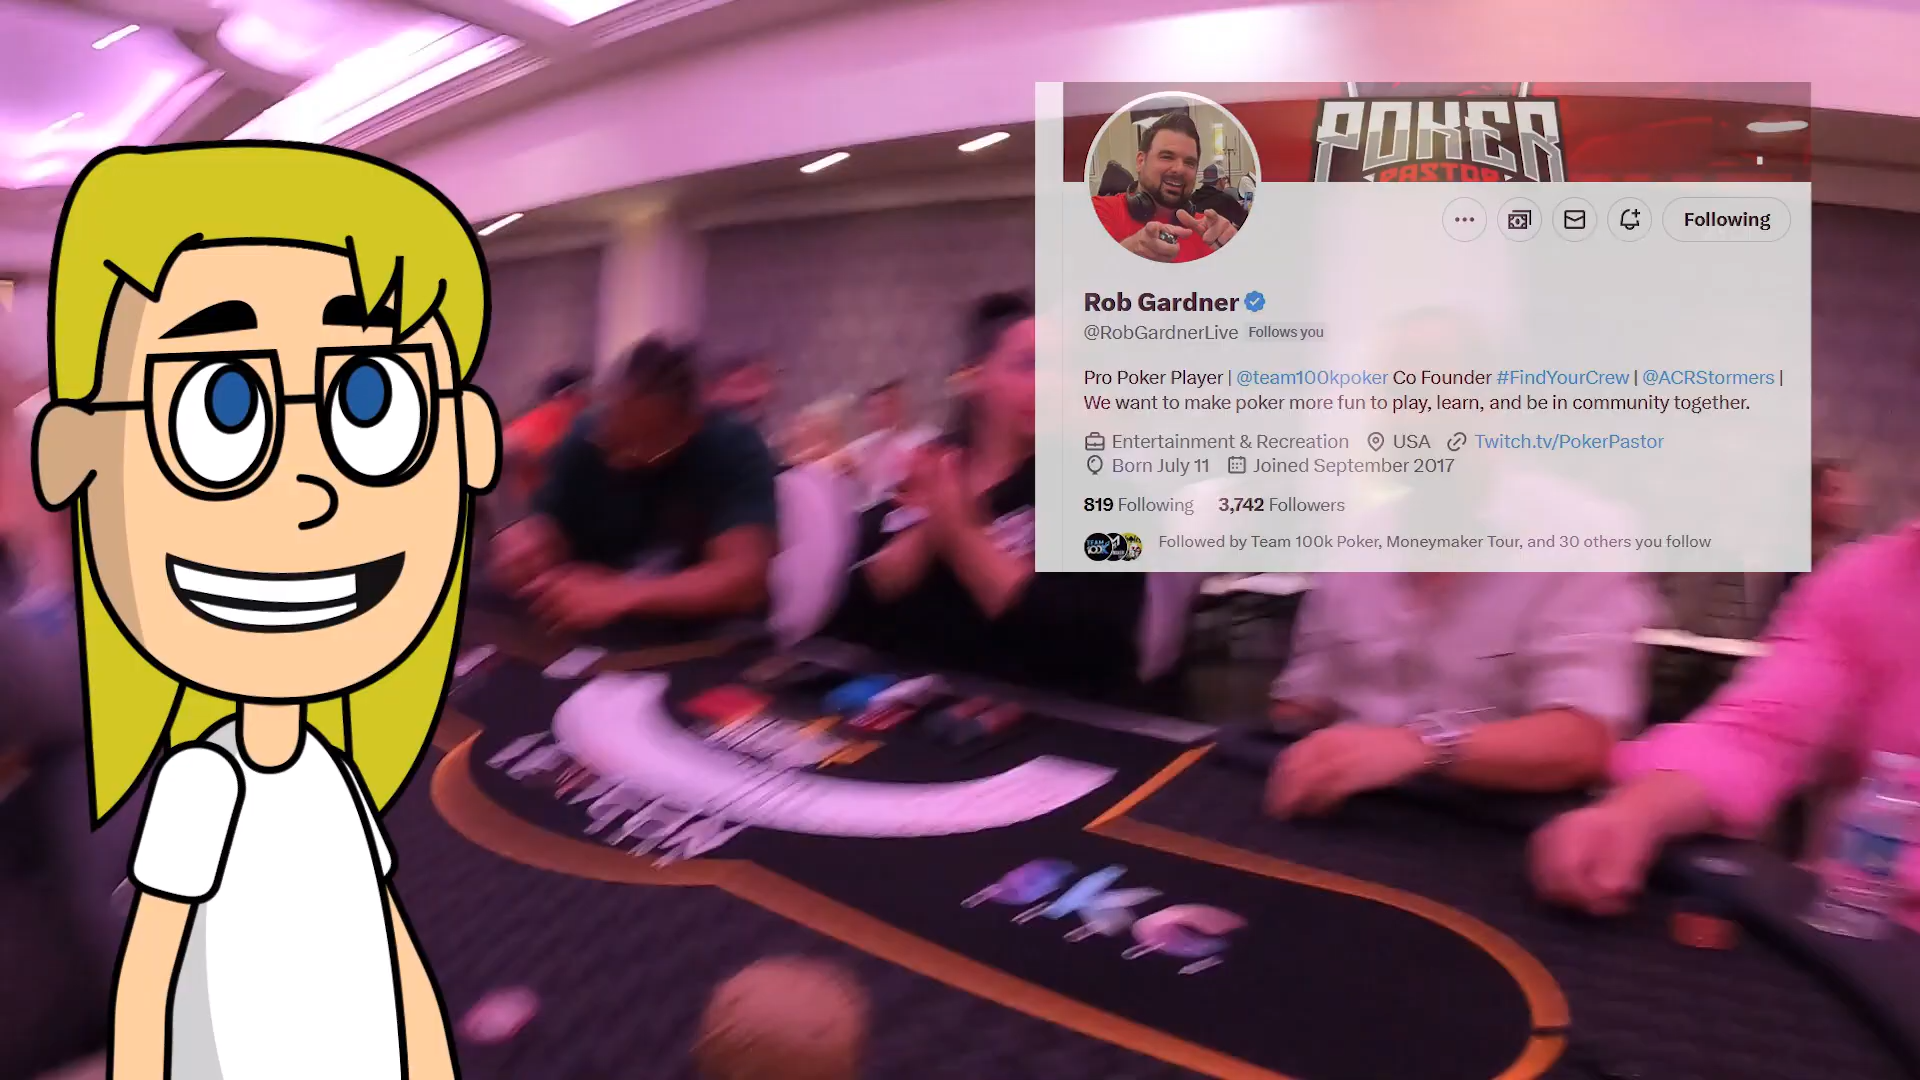 POKER
PASTOR
Following
Rob Gardner
@RobGardnerLive Follows you
Pro Poker Player | @team100kpoker Co Founder #FindYourCrew | @ACRStormers |
We want to make poker more fun to play, learn, and be in community together.
Entertainment & Recreation USA Twitch.tv/PokerPastor
Born July 11 Joined September 2017
819 Following 3,742 Followers
Followed by Team 100k Poker, Moneymaker Tour, and 30 others you follow